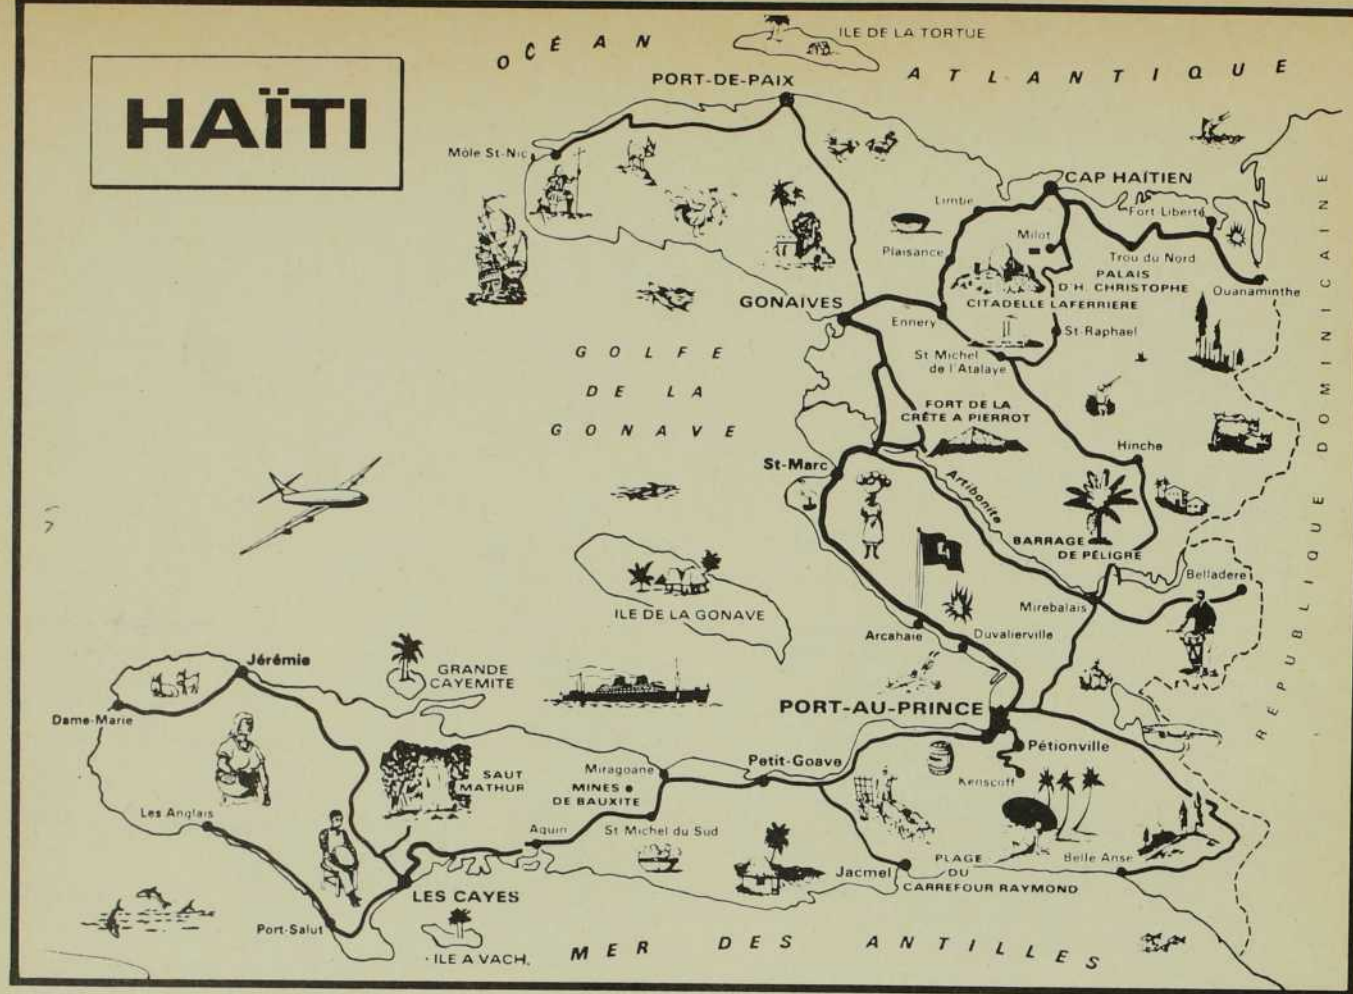 HAÏTI
OCÉAN ATLANTIQUE
ILE DE LA TORTUE
PORT-DE-PAIX
Môle St-Nic
CAP HAÏTIEN
Limbe
Fort-Liberté
Milot
Plaisance
Trou du Nord
PALAIS
D'H. CHRISTOPHE
Ouanaminthe
CITADELLE LAFERRIERE
GONAIVES
Ennery
St-Raphael
St Michel
de l'Atalaye
GOLFE
DE LA
GONAVE
FORT DE LA
CRÊTE A PIERROT
REPUBLIQUE DOMINICAINE
Hinche
St-Marc
Artibonite
BARRAGE
DE PÉLIGRE
Belladere
Mirebalais
ILE DE LA GONAVE
Arcahaie
Duvalierville
Jérémie
GRANDE
CAYEMITE
Dame-Marie
PORT-AU-PRINCE
Pétionville
Petit-Goave
Kenscoff
Miragoane
MINES
DE BAUXITE
SAUT
MATHUR
Les Anglais
Aquin
St Michel du Sud
Jacmel
PLAGE
DU
CARREFOUR RAYMOND
Belle Anse
LES CAYES
Port-Salut
ILE A VACH.
MER DES ANTILLES